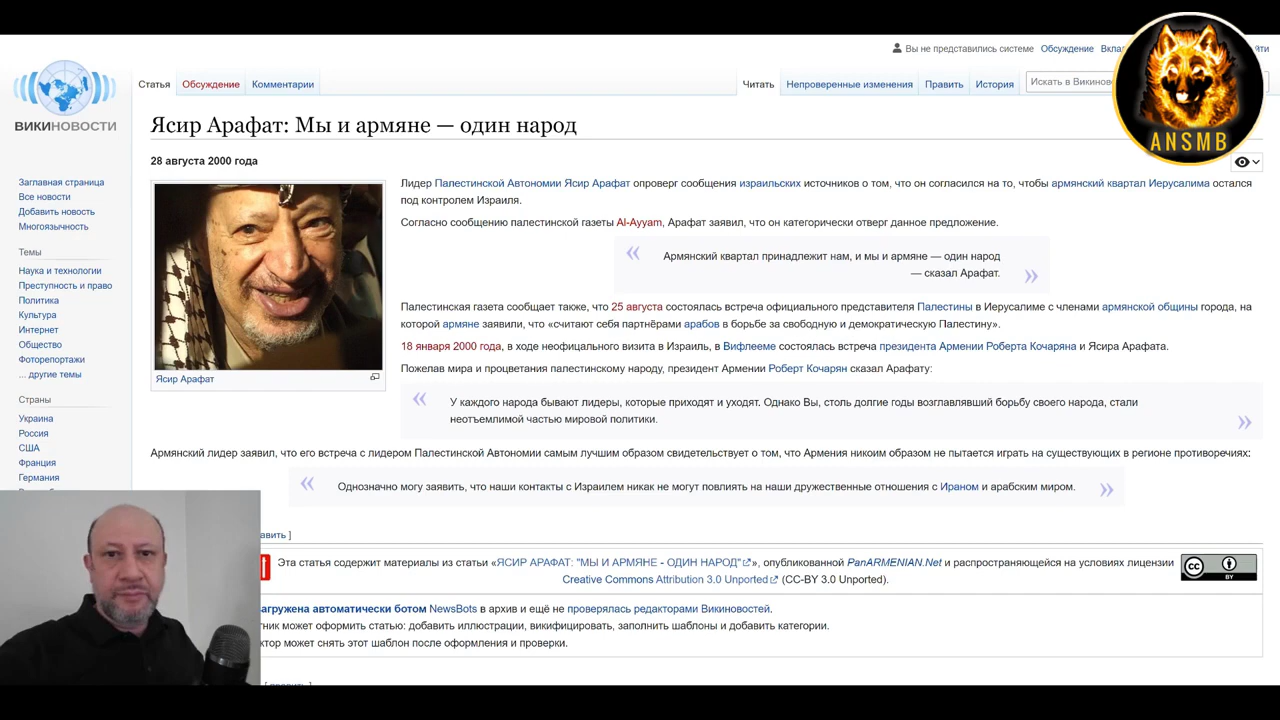 Вы не представились системе Обсуждение
ANSMB
ВИКИНОВОСТИ
Статья Обсуждение Комментарии
Читать Непроверенные изменения Править История
Ясир Арафат: Мы и армяне — один народ
28 августа 2000 года
Заглавная страница
Все новости
Добавить новость
Многоязычность
Темы
Наука и технологии
Преступность и право
Политика
Культура
Интернет
Общество
Фоторепортажи
... другие темы
Страны
Украина
Россия
США
Франция
Германия
Ясир Арафат
Лидер Палестинской Автономии Ясир Арафат опроверг сообщения израильских источников о том, что он согласился на то, чтобы армянский квартал Иерусалима остался
под контролем Израиля.
Согласно сообщению палестинской газеты Al-Ayyam, Арафат заявил, что он категорически отверг данное предложение.
« Армянский квартал принадлежит нам, и мы и армяне — один народ
— сказал Арафат. »
Палестинская газета сообщает также, что 25 августа состоялась встреча официального представителя Палестины в Иерусалиме с членами армянской общины города, на
которой армяне заявили, что «считают себя партнёрами арабов в борьбе за свободную и демократическую Палестину».
18 января 2000 года, в ходе неофицального визита в Израиль, в Вифлееме состоялась встреча президента Армении Роберта Кочаряна и Ясира Арафата.
Пожелав мира и процветания палестинскому народу, президент Армении Роберт Кочарян сказал Арафату:
« У каждого народа бывают лидеры, которые приходят и уходят. Однако Вы, столь долгие годы возглавлявший борьбу своего народа, стали
неотъемлимой частью мировой политики. »
Армянский лидер заявил, что его встреча с лидером Палестинской Автономии самым лучшим образом свидетельствует о том, что Армения никоим образом не пытается играть на существующих в регионе противоречиях:
« Однозначно могу заявить, что наши контакты с Израилем никак не могут повлиять на наши дружественные отношения с Ираном и арабским миром. »
Эта статья содержит материалы из статьи «ЯСИР АРАФАТ: "МЫ И АРМЯНЕ - ОДИН НАРОД"», опубликованной PanARMENIAN.Net и распространяющейся на условиях лицензии
Creative Commons Attribution 3.0 Unported (CC-BY 3.0 Unported).
cc BY
автоматически ботом NewsBots в архив и ещё не проверялась редакторами Викиновостей.
может оформить статью: добавить иллюстрации, викифицировать, заполнить шаблоны и добавить категории.
может снять этот шаблон после оформления и проверки.